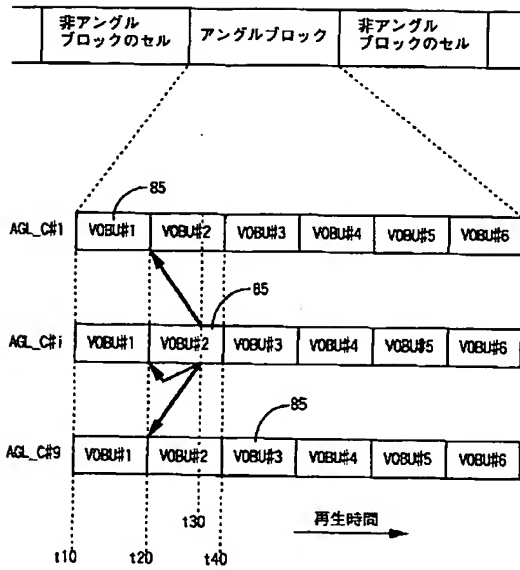 非アングル
ブロックのセル
アングルブロック
非アングル
ブロックのセル
85
AGL_C#1 VOBU#1 VOBU#2 VOBU#3 VOBU#4 VOBU#5 VOBU#6
85
AGL_C#i VOBU#1 VOBU#2 VOBU#3 VOBU#4 VOBU#5 VOBU#6
85
AGL_C#9 VOBU#1 VOBU#2 VOBU#3 VOBU#4 VOBU#5 VOBU#6
t30
再生時間
t10 t20 t40